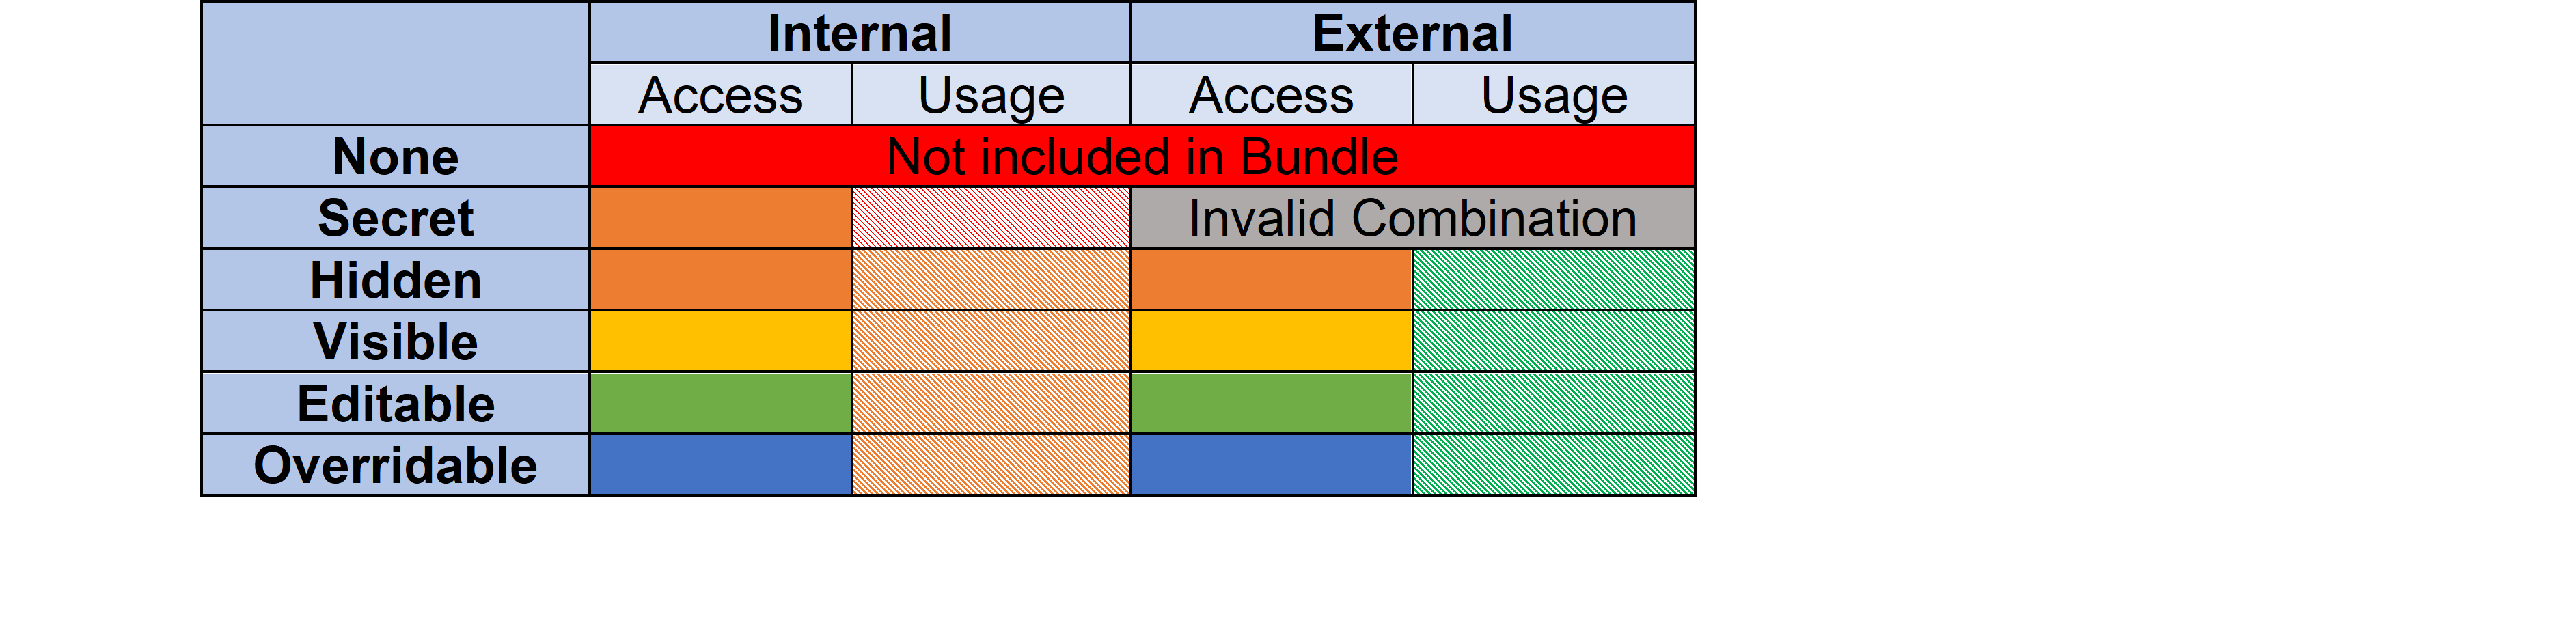 Internal External
Access Usage Access Usage
None Not included in Bundle
Secret Invalid Combination
Hidden
Visible
Editable
Overridable